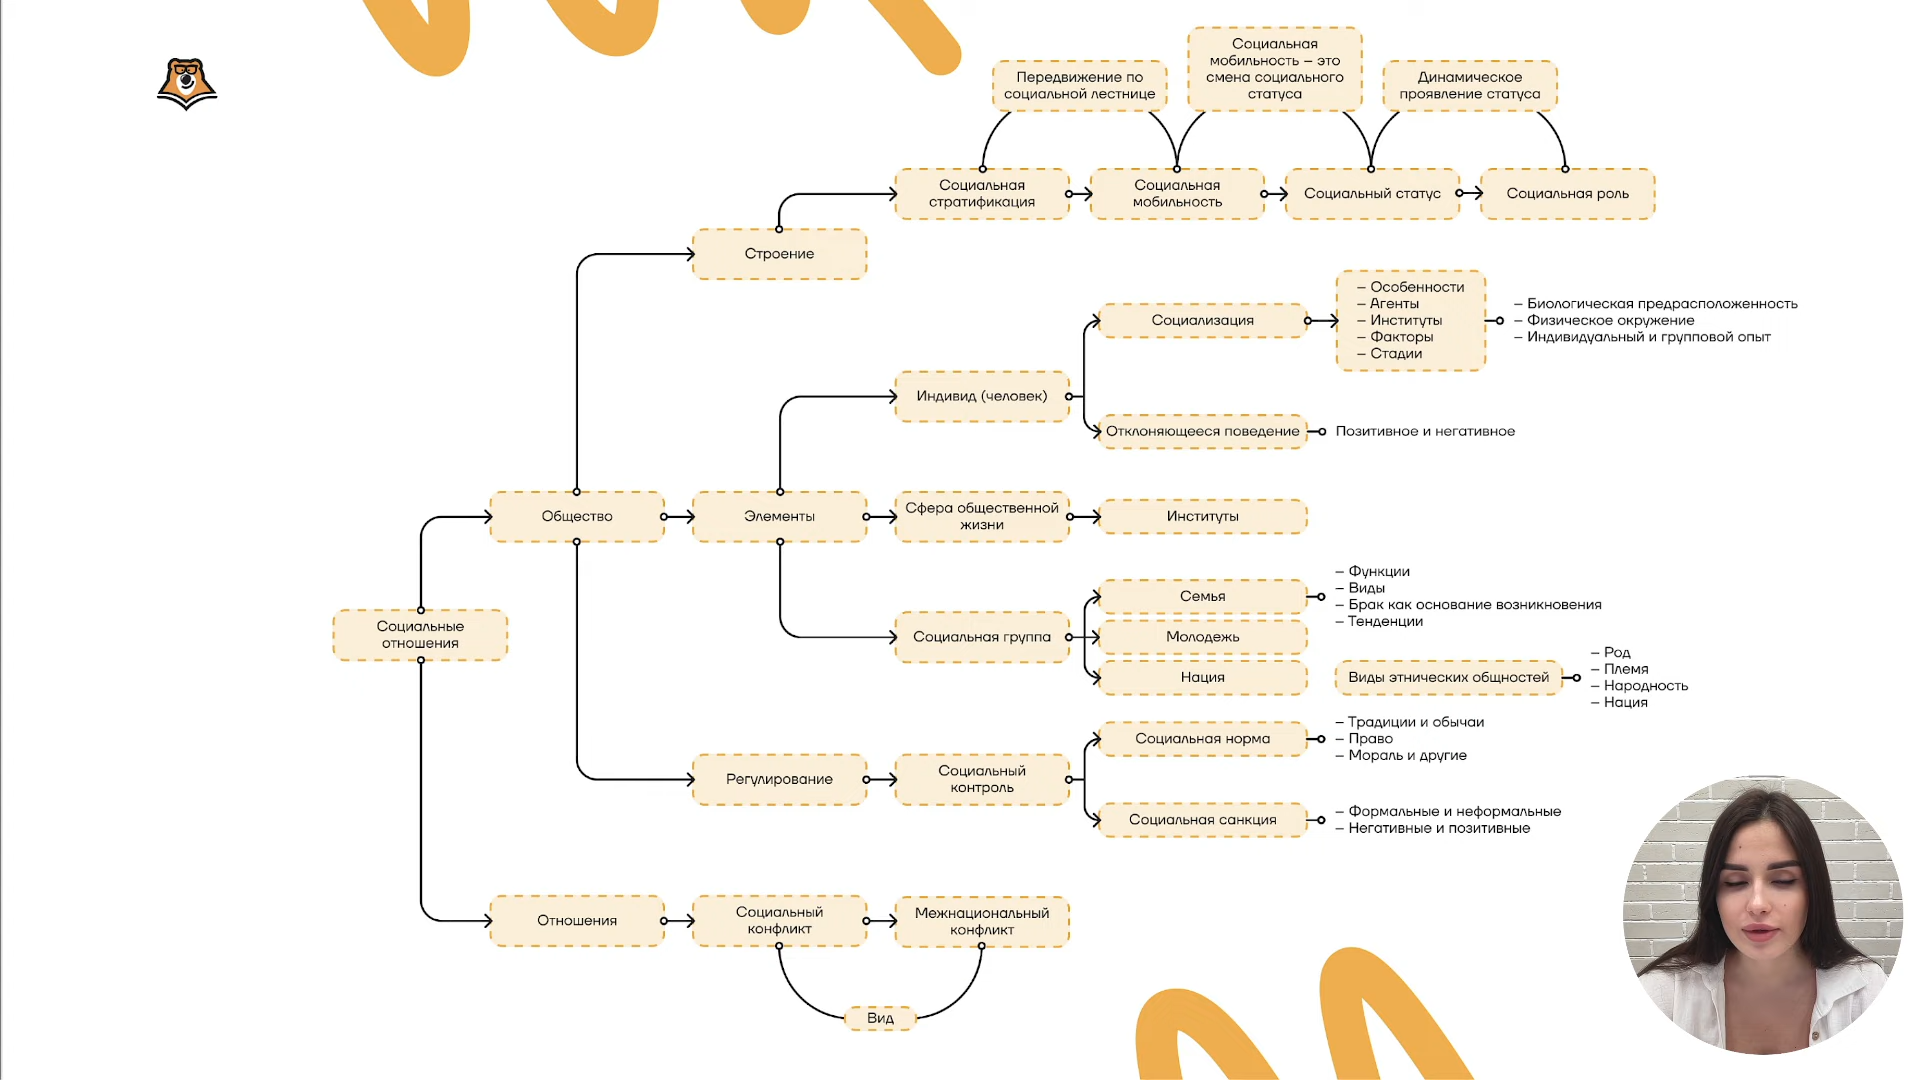 Социальная
мобильность – это
смена социального
статуса
Передвижение по
социальной лестнице
Динамическое
проявление статуса
Социальная
стратификация
Социальная
мобильность
Социальный статус
Социальная роль
Строение
– Особенности
– Агенты
– Институты
– Факторы
– Стадии
Социализация
– Биологическая предрасположенность
– Физическое окружение
– Индивидуальный и групповой опыт
Индивид (человек)
Отклоняющееся поведение
Позитивное и негативное
Общество
Элементы
Сфера общественной
жизни
Институты
– Функции
– Виды
– Брак как основание возникновения
– Тенденции
Семья
Социальные
отношения
Социальная группа
Молодежь
Нация
Виды этнических общностей
– Род
– Племя
– Народность
– Нация
– Традиции и обычаи
– Право
– Мораль и другие
Социальная норма
Регулирование
Социальный
контроль
Социальная санкция
– Формальные и неформальные
– Негативные и позитивные
Отношения
Социальный
конфликт
Межнациональный
конфликт
Вид